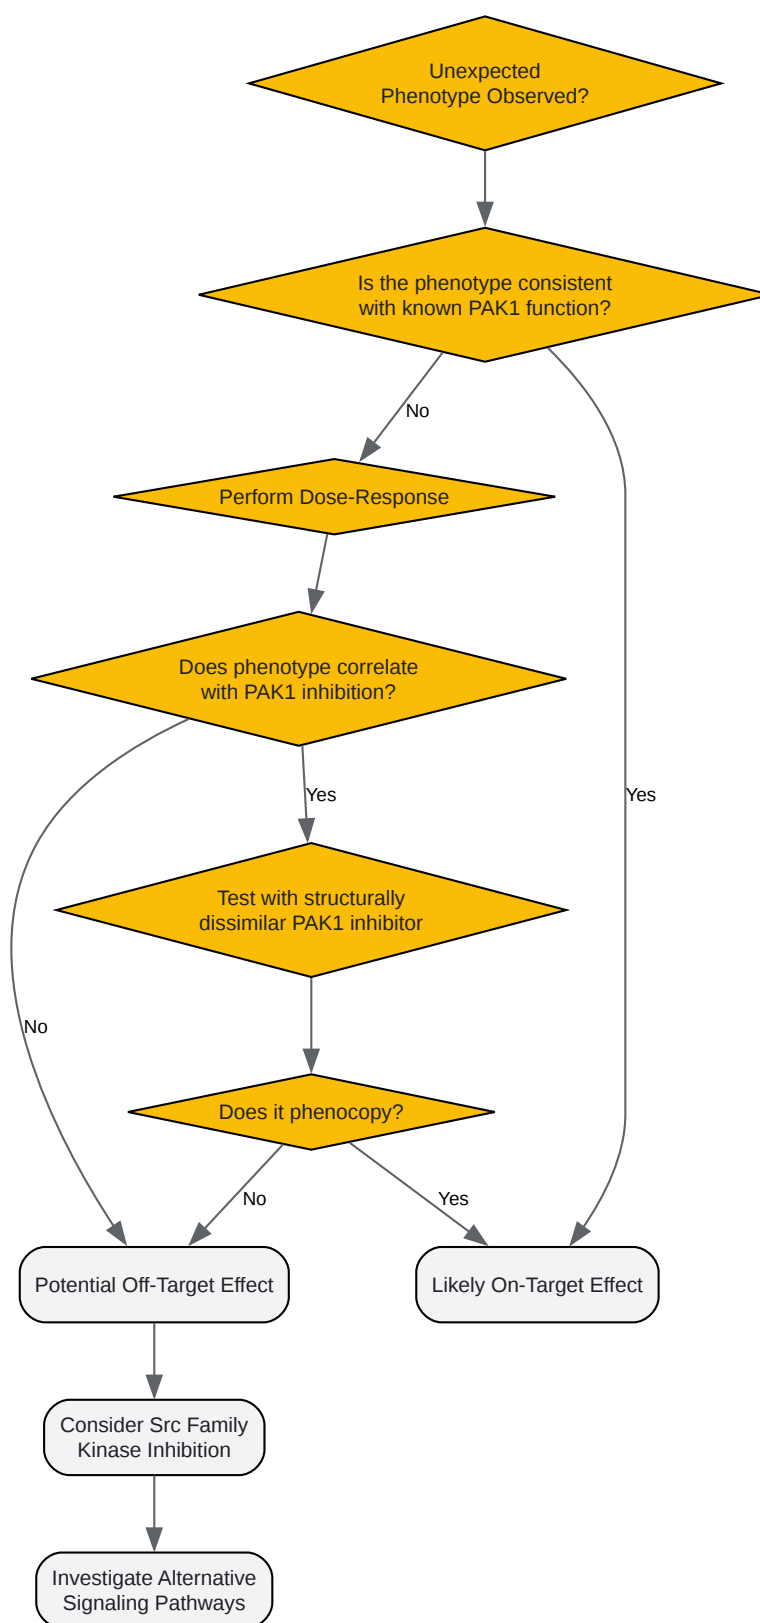 Unexpected
Phenotype Observed?
Is the phenotype consistent
with known PAK1 function?
No
Perform Dose-Response
Does phenotype correlate
with PAK1 inhibition?
Yes
Yes
Test with structurally
dissimilar PAK1 inhibitor
No
Does it phenocopy?
No
Yes
Potential Off-Target Effect
Likely On-Target Effect
Consider Src Family
Kinase Inhibition
Investigate Alternative
Signaling Pathways